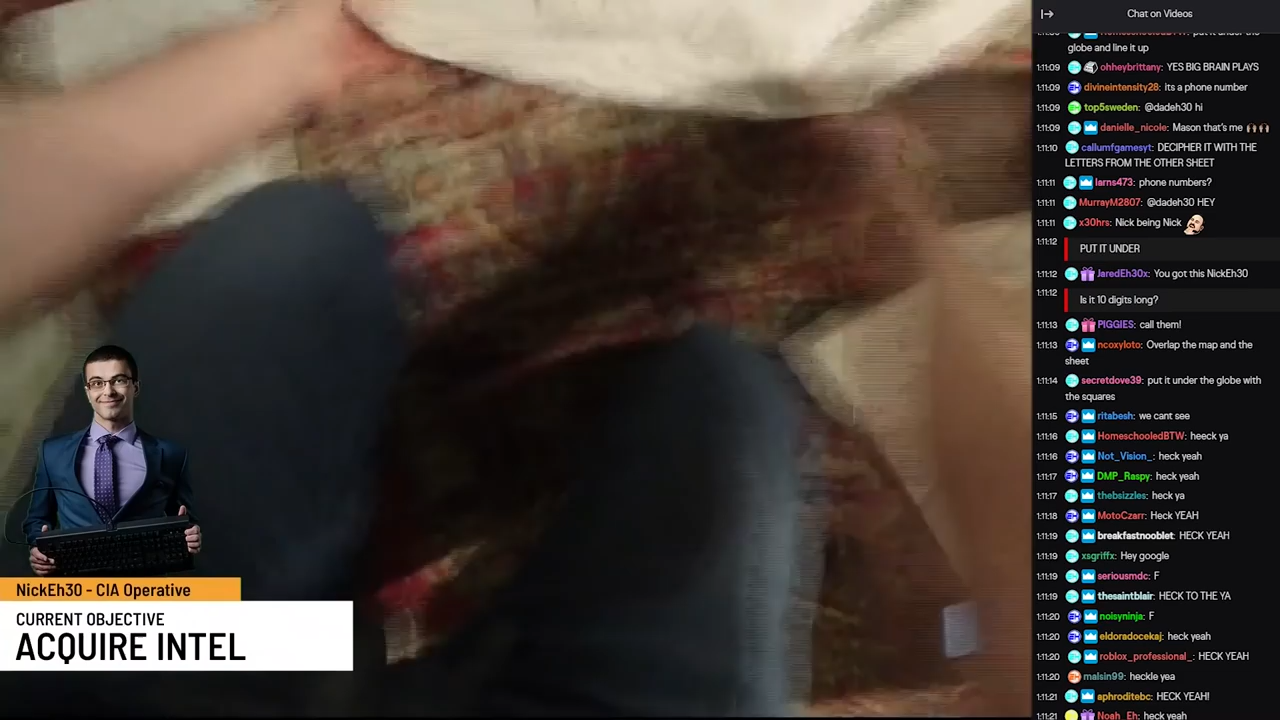 Chat on Videos
globe and line it up
1:11:09 ohheybrittany: YES BIG BRAIN PLAYS
1:11:09 divineintensity28: its a phone number
1:11:09 top5sweden: @dadeh30 hi
1:11:09 danielle_nicole: Mason that's me
1:11:10 callumfgamesyt: DECIPHER IT WITH THE
LETTERS FROM THE OTHER SHEET
1:11:11 larns473: phone numbers?
1:11:11 MurrayM2807: @dadeh30 HEY
1:11:11 x30hrs: Nick being Nick
1:11:12
PUT IT UNDER
1:11:12 JaredEh30x: You got this NickEh30
1:11:12
Is it 10 digits long?
1:11:13 PIGGIES: call them!
1:11:13 ncoxyloto: Overlap the map and the
sheet
1:11:14 secretdove39: put it under the globe with
the squares
1:11:15 ritabesh: we cant see
1:11:16 HomeschooledBTW: heeck ya
1:11:16 Not_Vision_: heck yeah
1:11:17 DMP_Raspy: heck yeah
1:11:17 thebsizzles: heck ya
1:11:18 MotoCzarr: Heck YEAH
1:11:19 breakfastnooblet: HECK YEAH
1:11:19 xsgriffx: Hey google
1:11:19 seriousmdc: F
1:11:19 thesaintblair: HECK TO THE YA
1:11:20 noisyninja: F
1:11:20 eldoradocekaj: heck yeah
1:11:20 roblox_professional_: HECK YEAH
1:11:20 malsin99: heckle yea
1:11:21 aphroditebc: HECK YEAH!
1:11:21 Noah_Eh: heck yeah
NickEh30 - CIA Operative
CURRENT OBJECTIVE
ACQUIRE INTEL